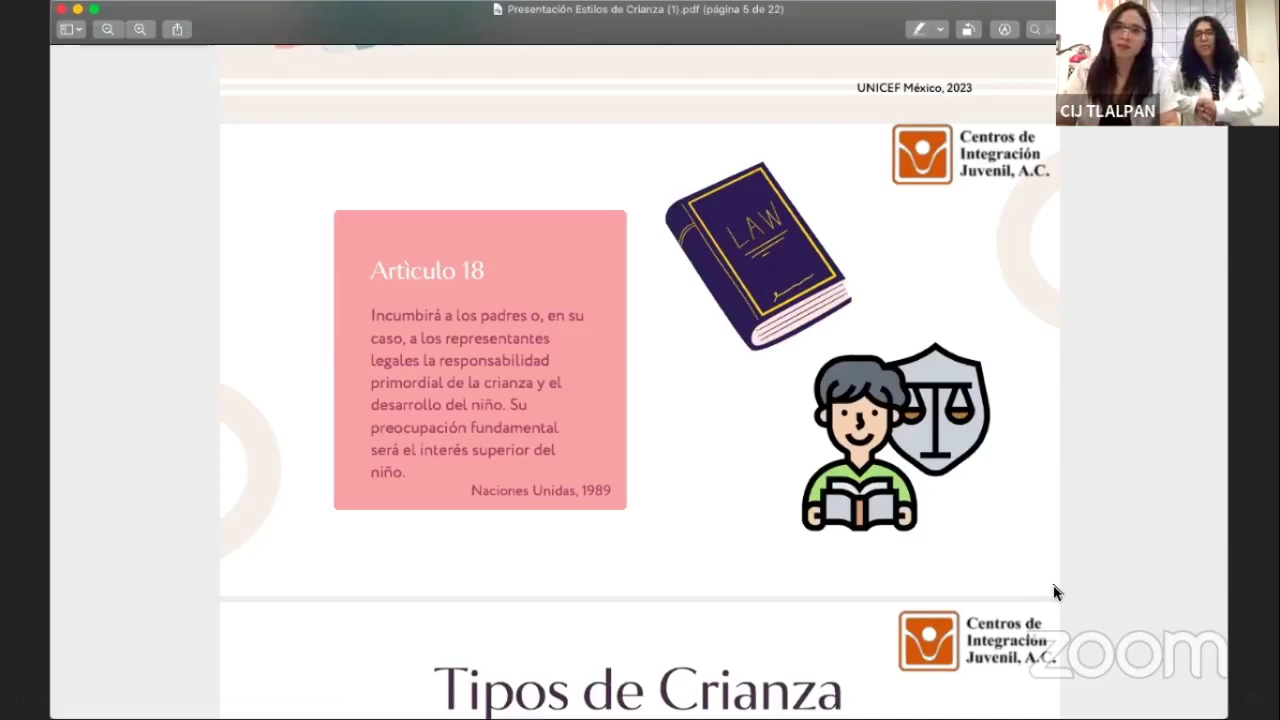 Presentación Estilos de Crianza (1).pdf (página 5 de 22)
UNICEF México, 2023
CIJ TLALPAN
Centros de
Integración
Juvenil, A.C.
LAW
Artìculo 18
Incumbirá a los padres o, en su
caso, a los representantes
legales la responsabilidad
primordial de la crianza y el
desarrollo del niño. Su
preocupación fundamental
será el interés superior del
niño.
Naciones Unidas, 1989
Centros de
Integración
Juvenil, A.C.
zoom
Tipos de Crianza